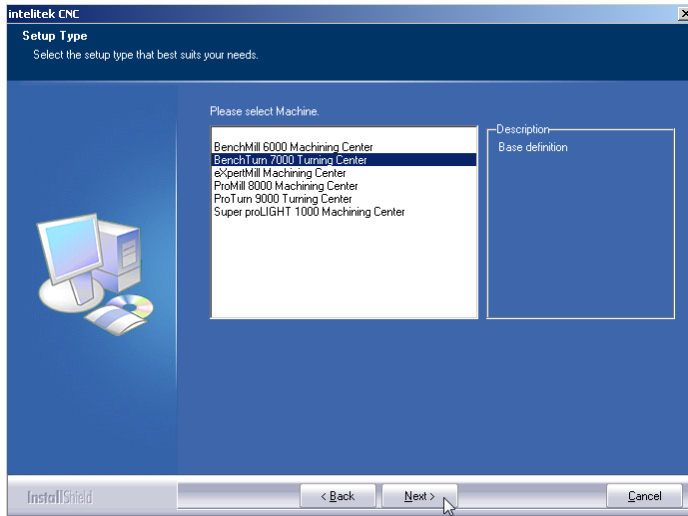 intelitek CNC
Setup Type
Select the setup type that best suits your needs.
Please select Machine.
BenchMill 6000 Machining Center
BenchTurn 7000 Turning Center
eXpertMill Machining Center
ProMill 8000 Machining Center
ProTurn 9000 Turning Center
Super proLIGHT 1000 Machining Center
Description
Base definition
InstallShield
< Back
Next >
Cancel